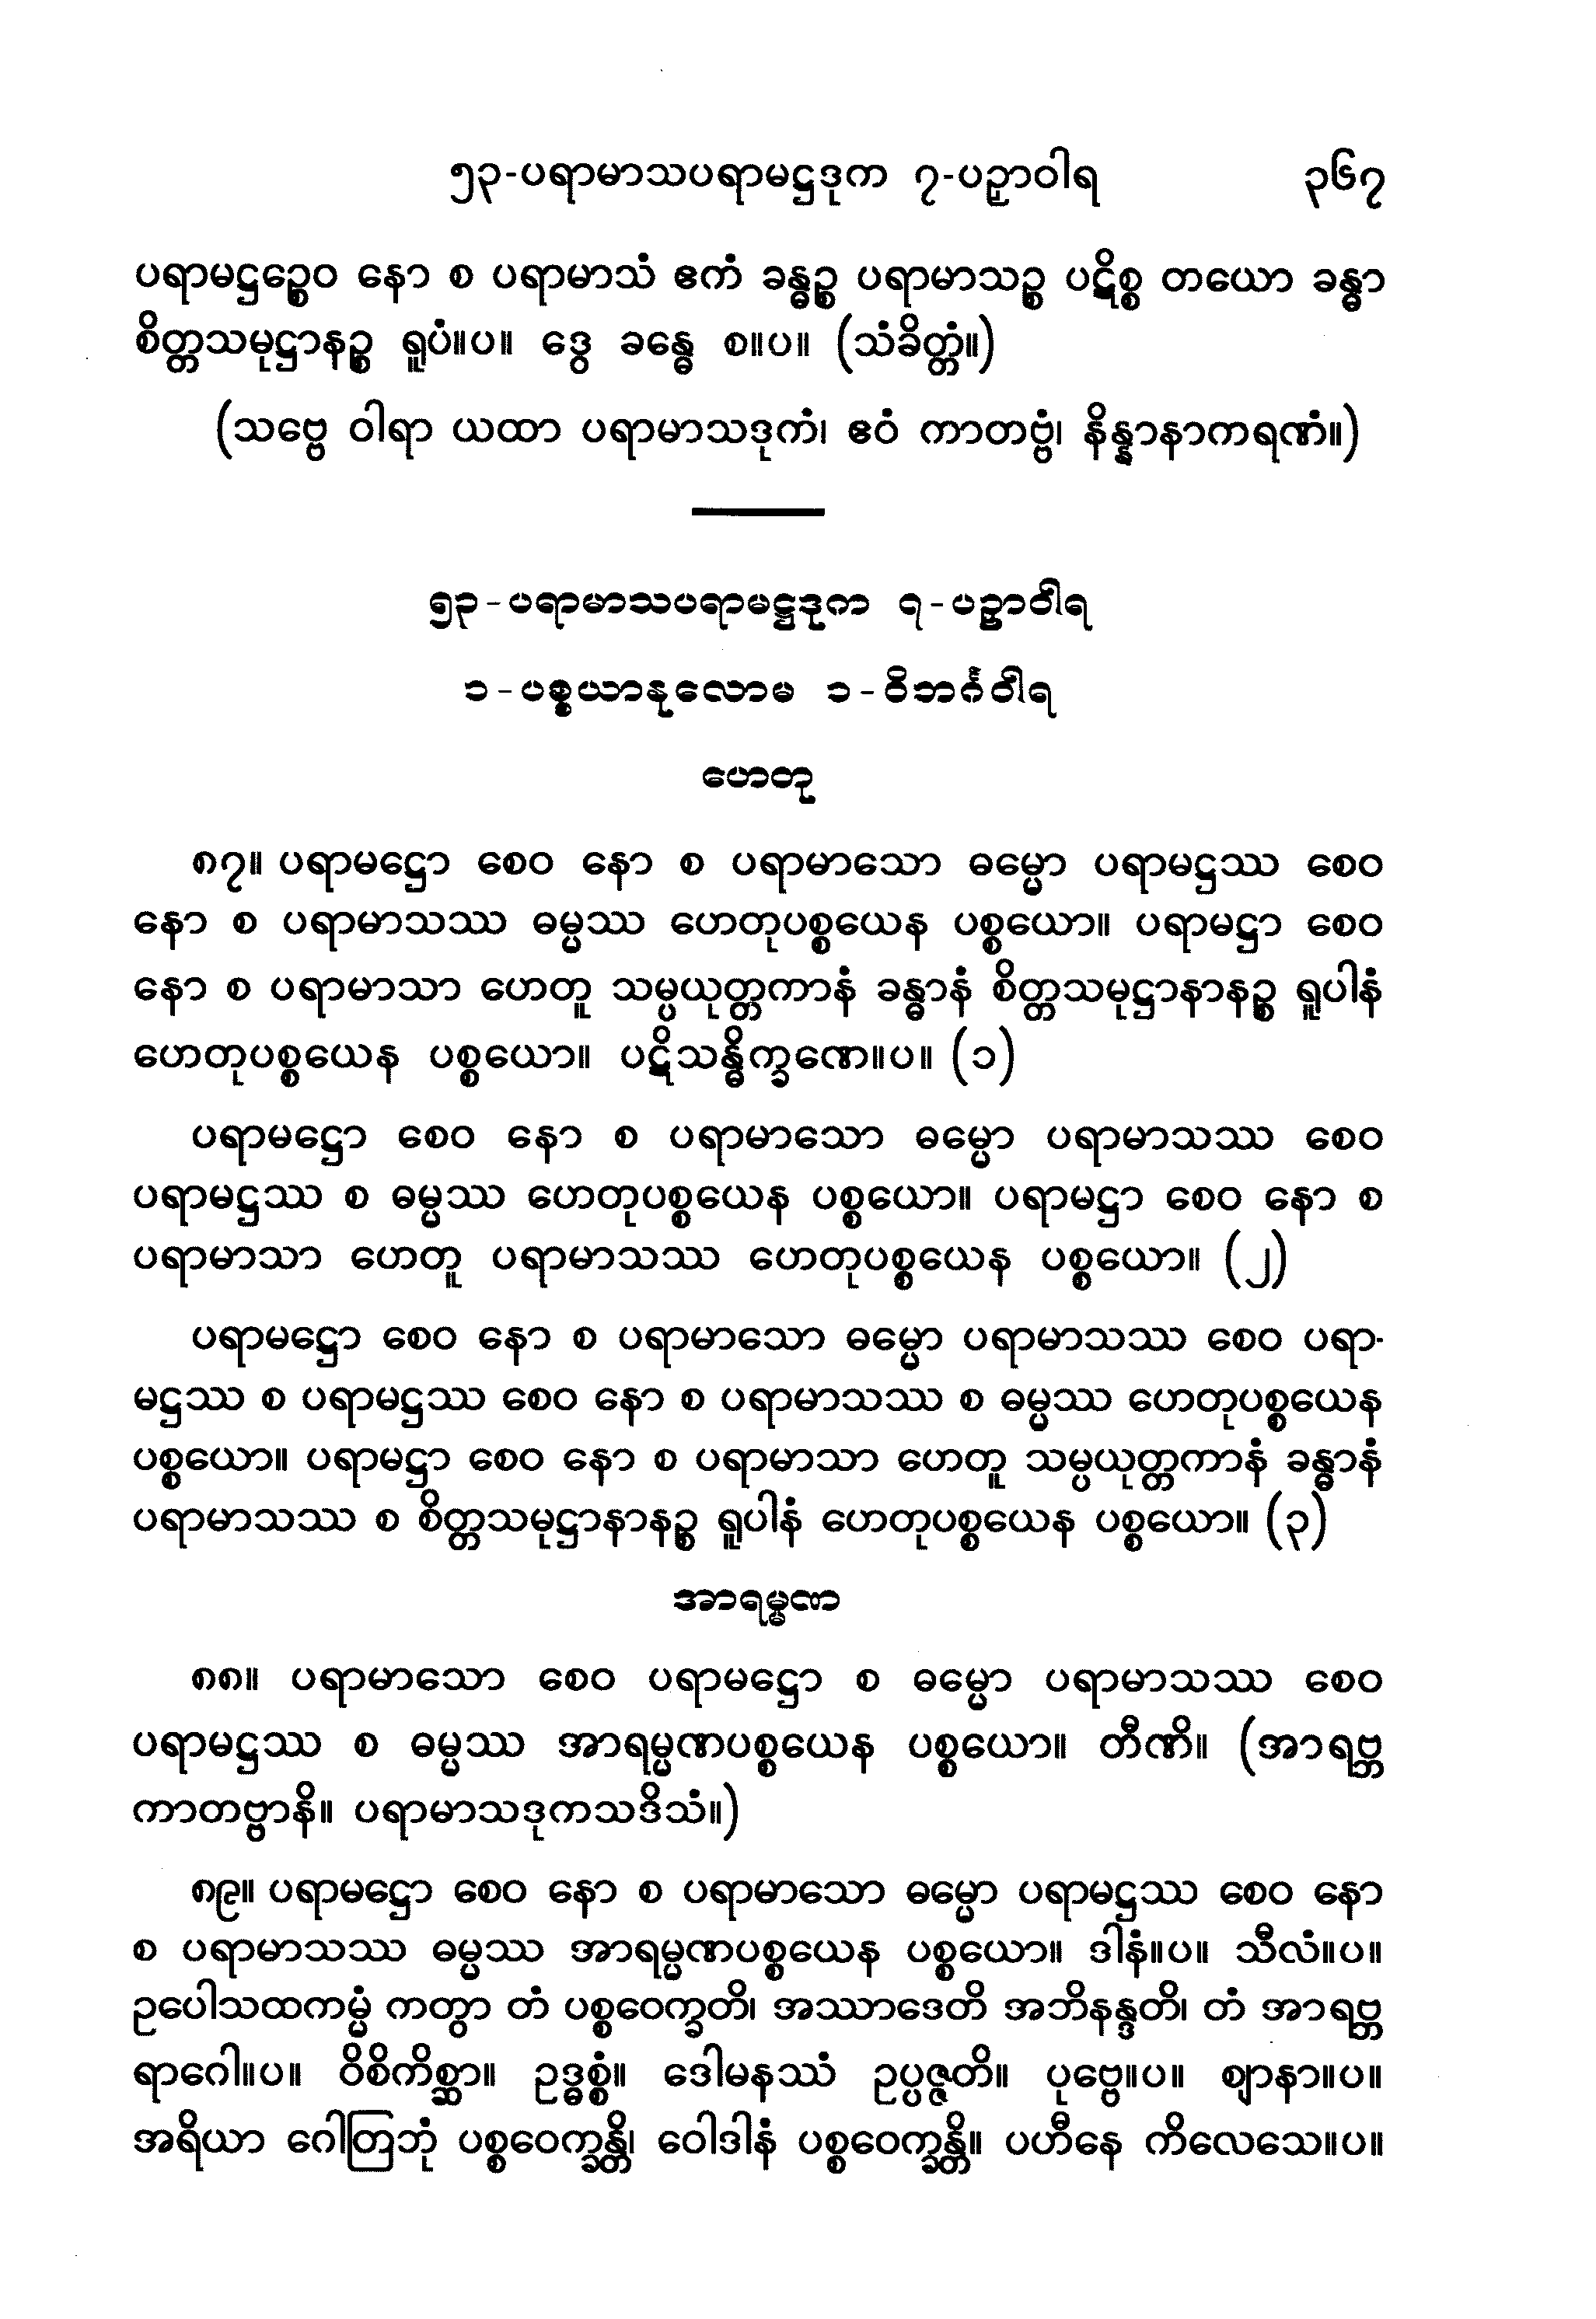 ၅၃-ပရာမာသပရာမဋ္ဌဒုက ၇-ပဉှာဝါရ ၃၆၇
ပရာမဋ္ဌဉ္စေဝ နော စ ပရာမာသံ ဧကံ ခန္ဓဉ္စ ပရာမာသဉ္စ ပဋိစ္စ တယော ခန္ဓာ
စိတ္တသမုဋ္ဌာနဉ္စ ရူပံ။ပ။ ဒွေ ခန္ဓေ စ။ပ။ (သံခိတ္တံ။)
(သဗ္ဗေ ဝါရာ ယထာ ပရာမာသဒုကံ၊ ဧဝံ ကာတဗ္ဗံ၊ နိန္နာနာကရဏံ။)
၅၃-ပရာမာသပရာမဋ္ဌဒုက ၇-ပဉှာဝါရ
၁-ပစ္စယာနုလောမ ၁-ဝိဘင်္ဂဝါရ
ဟေတု
၈၇။ ပရာမဋ္ဌော စေဝ နော စ ပရာမာသော ဓမ္မော ပရာမဋ္ဌဿ စေဝ
နော စ ပရာမာသဿ ဓမ္မဿ ဟေတုပစ္စယေန ပစ္စယော။ ပရာမဋ္ဌာ စေဝ
နော စ ပရာမာသာ ဟေတူ သမ္ပယုတ္တကာနံ ခန္ဓာနံ စိတ္တသမုဋ္ဌာနာနဉ္စ ရူပါနံ
ဟေတုပစ္စယေန ပစ္စယော။ ပဋိသန္ဓိက္ခဏေ။ပ။ (၁)
ပရာမဋ္ဌော စေဝ နော စ ပရာမာသော ဓမ္မော ပရာမာသဿ စေဝ
ပရာမဋ္ဌဿ စ ဓမ္မဿ ဟေတုပစ္စယေန ပစ္စယော။ ပရာမဋ္ဌာ စေဝ နော စ
ပရာမာသာ ဟေတူ ပရာမာသဿ ဟေတုပစ္စယေန ပစ္စယော။ (၂)
ပရာမဋ္ဌော စေဝ နော စ ပရာမာသော ဓမ္မော ပရာမာသဿ စေဝ ပရာ-
မဋ္ဌဿ စ ပရာမဋ္ဌဿ စေဝ နော စ ပရာမာသဿ စ ဓမ္မဿ ဟေတုပစ္စယေန
ပစ္စယော။ ပရာမဋ္ဌာ စေဝ နော စ ပရာမာသာ ဟေတူ သမ္ပယုတ္တကာနံ ခန္ဓာနံ
ပရာမာသဿ စ စိတ္တသမုဋ္ဌာနာနဉ္စ ရူပါနံ ဟေတုပစ္စယေန ပစ္စယော။ (၃)
အာရမ္မဏ
၈၈။ ပရာမာသော စေဝ ပရာမဋ္ဌော စ ဓမ္မော ပရာမာသဿ စေဝ
ပရာမဋ္ဌဿ စ ဓမ္မဿ အာရမ္မဏပစ္စယေန ပစ္စယော။ တီဏိ။ (အာရဗ္ဘ
ကာတဗ္ဗာနိ။ ပရာမာသဒုကသဒိသံ။)
၈၉။ ပရာမဋ္ဌော စေဝ နော စ ပရာမာသော ဓမ္မော ပရာမဋ္ဌဿ စေဝ နော
စ ပရာမာသဿ ဓမ္မဿ အာရမ္မဏပစ္စယေန ပစ္စယော။ ဒါနံ။ပ။ သီလံ။ပ။
ဥပေါသထကမ္မံ ကတွာ တံ ပစ္စဝေက္ခတိ၊ အဿာဒေတိ အဘိနန္ဒတိ၊ တံ အာရဗ္ဘ
ရာဂေါ။ပ။ ဝိစိကိစ္ဆာ။ ဥဒ္ဓစ္စံ။ ဒေါမနဿံ ဥပ္ပဇ္ဇတိ။ ပုဗ္ဗေ။ပ။ ဈာနာ။ပ။
အရိယာ ဂေါတြဘုံ ပစ္စဝေက္ခန္တိ၊ ဝေါဒါနံ ပစ္စဝေက္ခန္တိ။ ပဟီနေ ကိလေသေ။ပ။